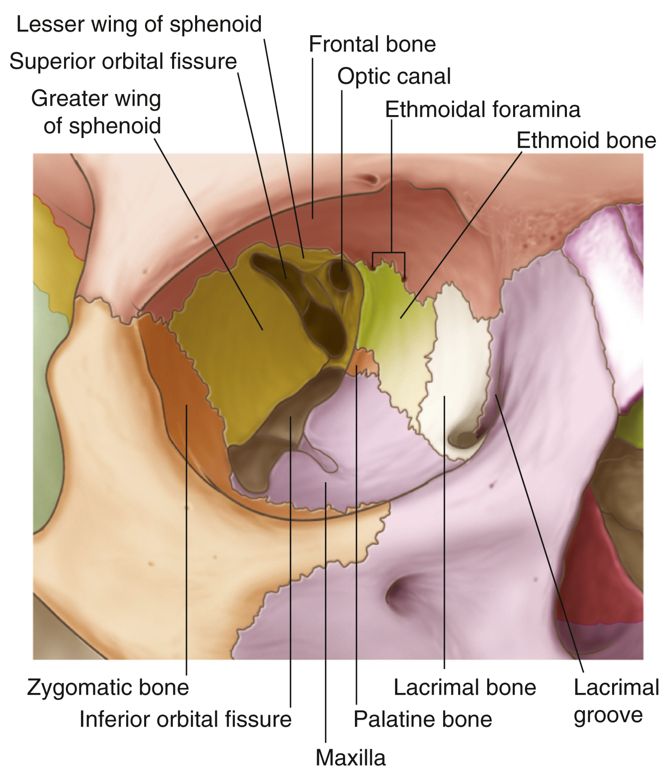 Lesser wing of sphenoid
Frontal bone
Superior orbital fissure
Optic canal
Greater wing
of sphenoid
Ethmoidal foramina
Ethmoid bone
Zygomatic bone
Lacrimal bone
Lacrimal
groove
Inferior orbital fissure
Palatine bone
Maxilla